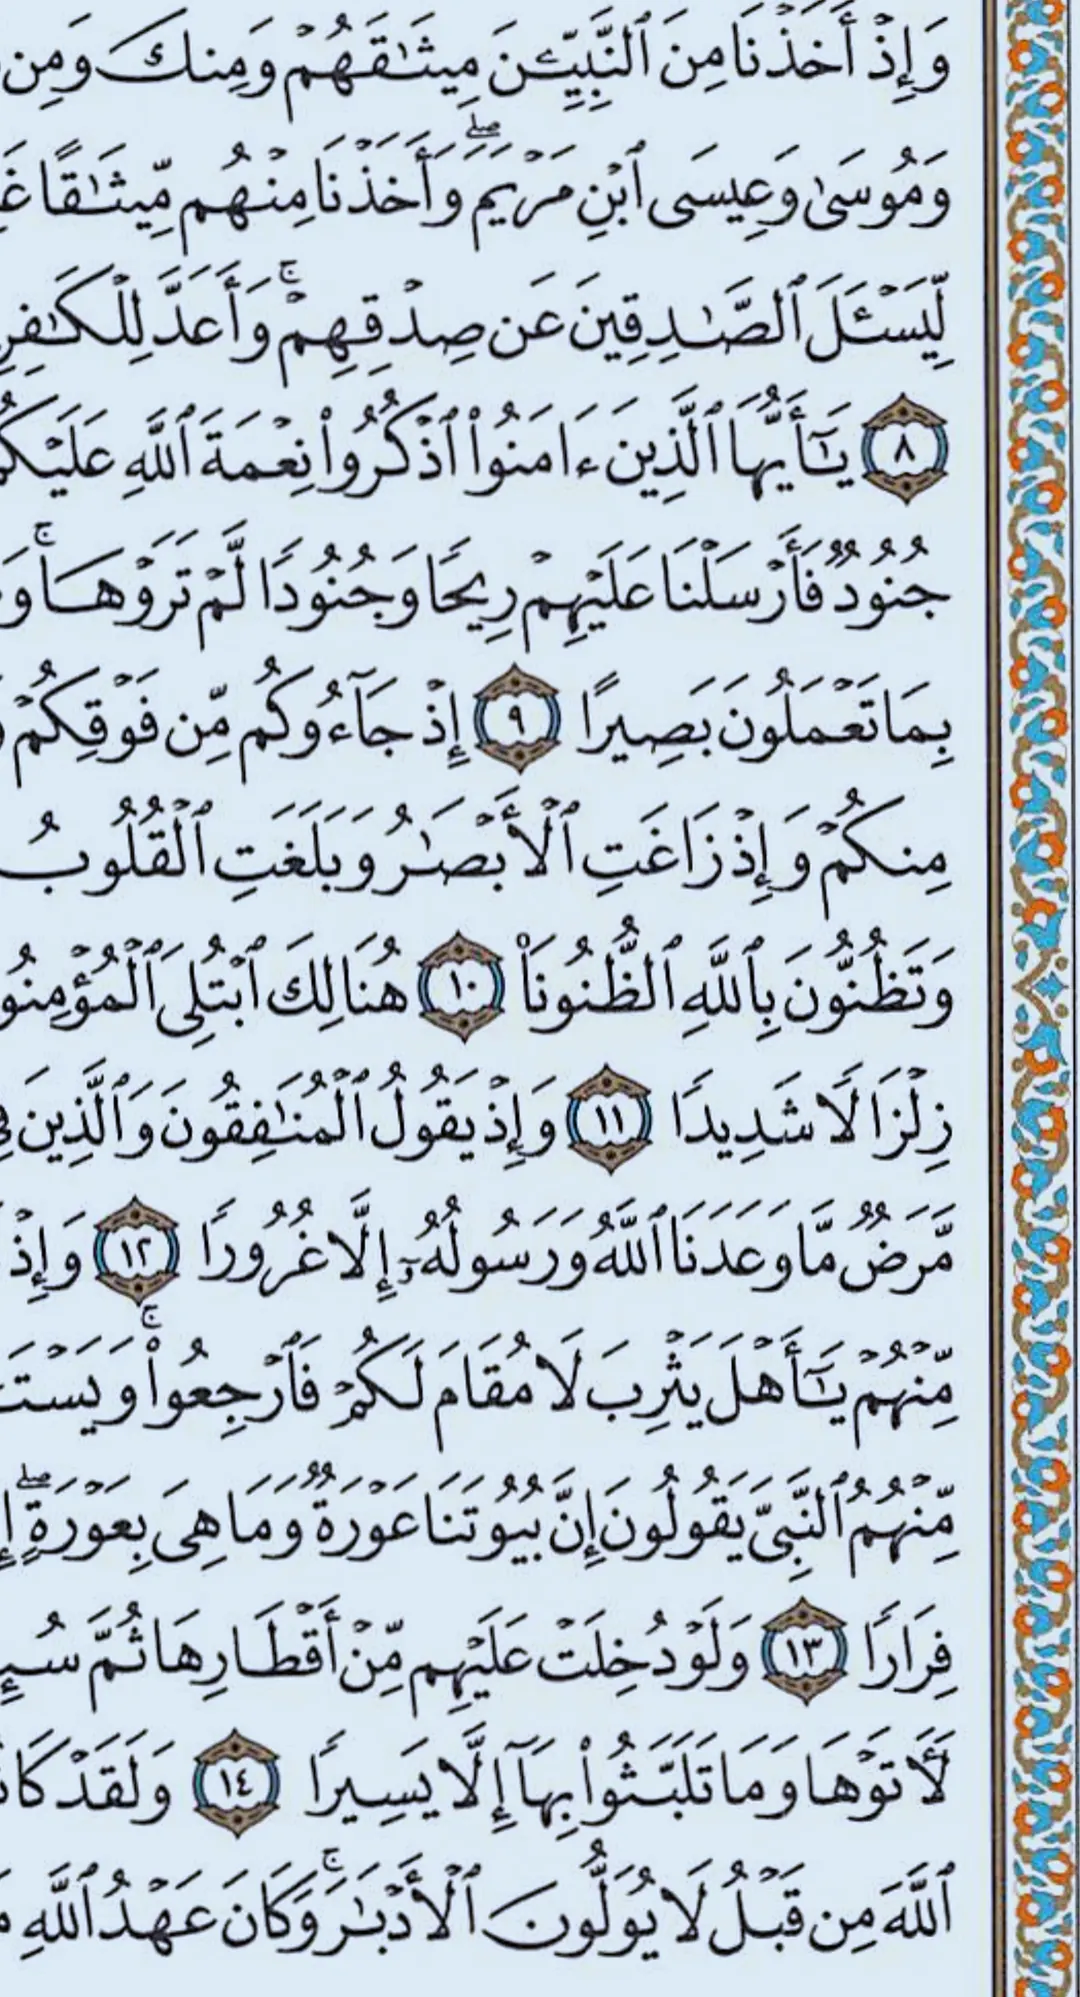 وَإِذْ أَخَذْنَا مِنَ ٱلنَّبِيِّـۧنَ مِيثَـٰقَهُمْ وَمِنكَ وَمِن
وَمُوسَىٰ وَعِيسَى ٱبْنِ مَرْيَمَ ۖ وَأَخَذْنَا مِنْهُم مِّيثَـٰقًا
لِّيَسْـَٔلَ ٱلصَّـٰدِقِينَ عَن صِدْقِهِمْ ۚ وَأَعَدَّ
٨ يَـٰٓأَيُّهَا ٱلَّذِينَ ءَامَنُوا۟ ٱذْكُرُوا۟ نِعْمَةَ ٱللَّهِ
جُنُودٌ فَأَرْسَلْنَا عَلَيْهِمْ رِيحًا وَجُنُودًا لَّمْ تَرَوْهَا ۚ
بِمَا تَعْمَلُونَ بَصِيرًا ٩ إِذْ جَآءُوكُم مِّن فَوْقِكُمْ
مِنكُمْ وَإِذْ زَاغَتِ ٱلْأَبْصَـٰرُ وَبَلَغَتِ ٱلْقُلُوبُ
وَتَظُنُّونَ بِٱللَّهِ ٱلظُّنُونَا۠ ١٠ هُنَالِكَ ٱبْتُلِىَ
زِلْزَالًا شَدِيدًا ١١ وَإِذْ يَقُولُ ٱلْمُنَـٰفِقُونَ وَٱلَّذِينَ
مَّرَضٌ مَّا وَعَدَنَا ٱللَّهُ وَرَسُولُهُۥٓ إِلَّا غُرُورًا ١٢ وَإِذْ
مِّنْهُمْ يَـٰٓأَهْلَ يَثْرِبَ لَا مُقَامَ لَكُمْ فَٱرْجِعُوا۟ ۚ
مِّنْهُمُ ٱلنَّبِىَّ يَقُولُونَ إِنَّ بُيُوتَنَا عَوْرَةٌ وَمَا هِىَ بِعَوْرَةٍ ۖ
فِرَارًا ١٣ وَلَوْ دُخِلَتْ عَلَيْهِم مِّنْ أَقْطَارِهَا ثُمَّ
لَـَٔاتَوْهَا وَمَا تَلَبَّثُوا۟ بِهَآ إِلَّا يَسِيرًا ١٤ وَلَقَدْ
ٱللَّهَ مِن قَبْلُ لَا يُوَلُّونَ ٱلْأَدْبَـٰرَ ۚ وَكَانَ عَهْدُ ٱللَّهِ